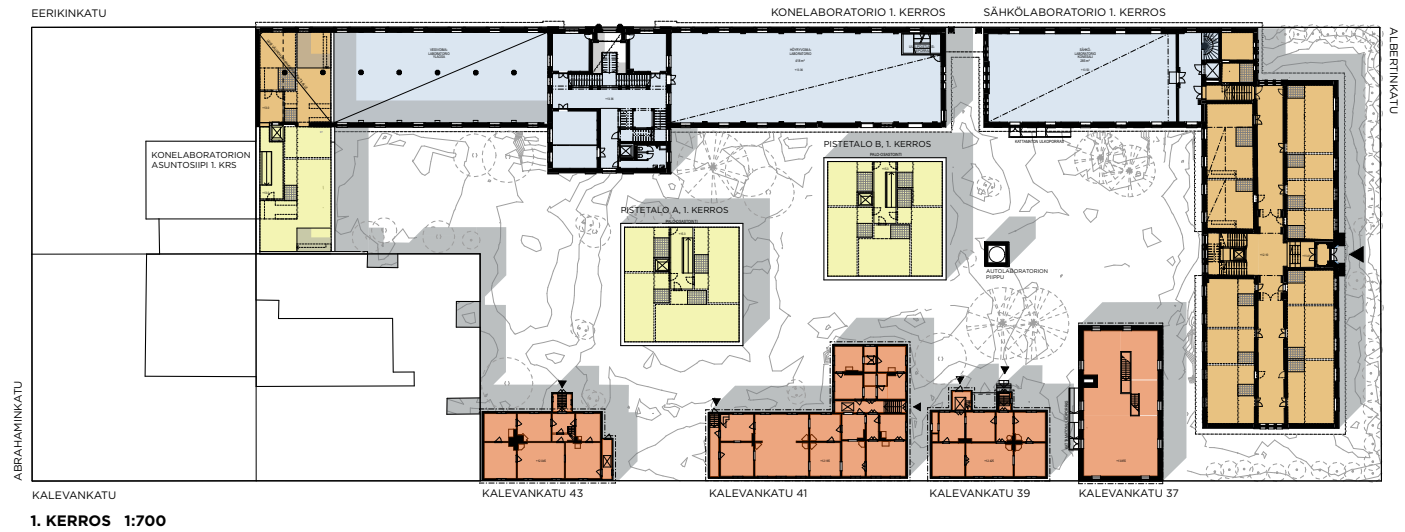 EERIKINKATU
KONELABORATORIO 1. KERROS
SÄHKÖLABORATORIO 1. KERROS
ALBERTINKATU
KONELABORATORION
ASUNTOSIIPI 1. KRS
PISTETALO B, 1. KERROS
PISTETALO A, 1. KERROS
AUTOLABORATORION
PIIPPU
ABRAHAMINKATU
KALEVANKATU
KALEVANKATU 43
KALEVANKATU 41
KALEVANKATU 39
KALEVANKATU 37
1. KERROS 1:700